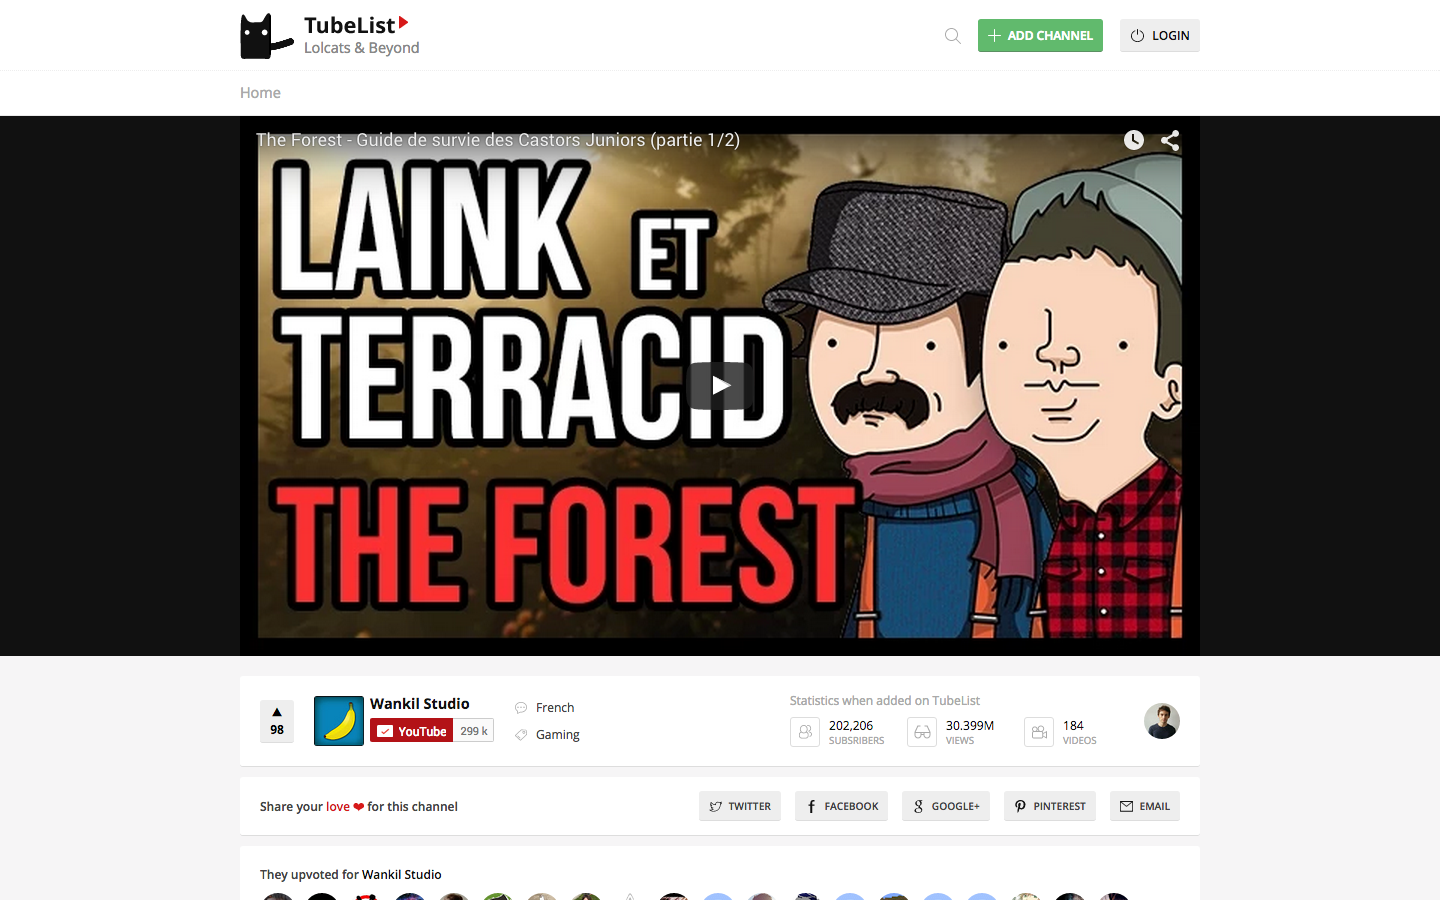 TubeList
Lolcats & Beyond
ADD CHANNEL
LOGIN
Home
The Forest - Guide de survie des Castors Juniors (partie 1/2)
LAINK ET
TERRACID
THE FOREST
98
Wankil Studio
YouTube
299 k
French
Gaming
Statistics when added on TubeList
202,206
SUBSRIBERS
30.399M
VIEWS
184
VIDEOS
Share your love ❤ for this channel
TWITTER
FACEBOOK
GOOGLE+
PINTEREST
EMAIL
They upvoted for Wankil Studio